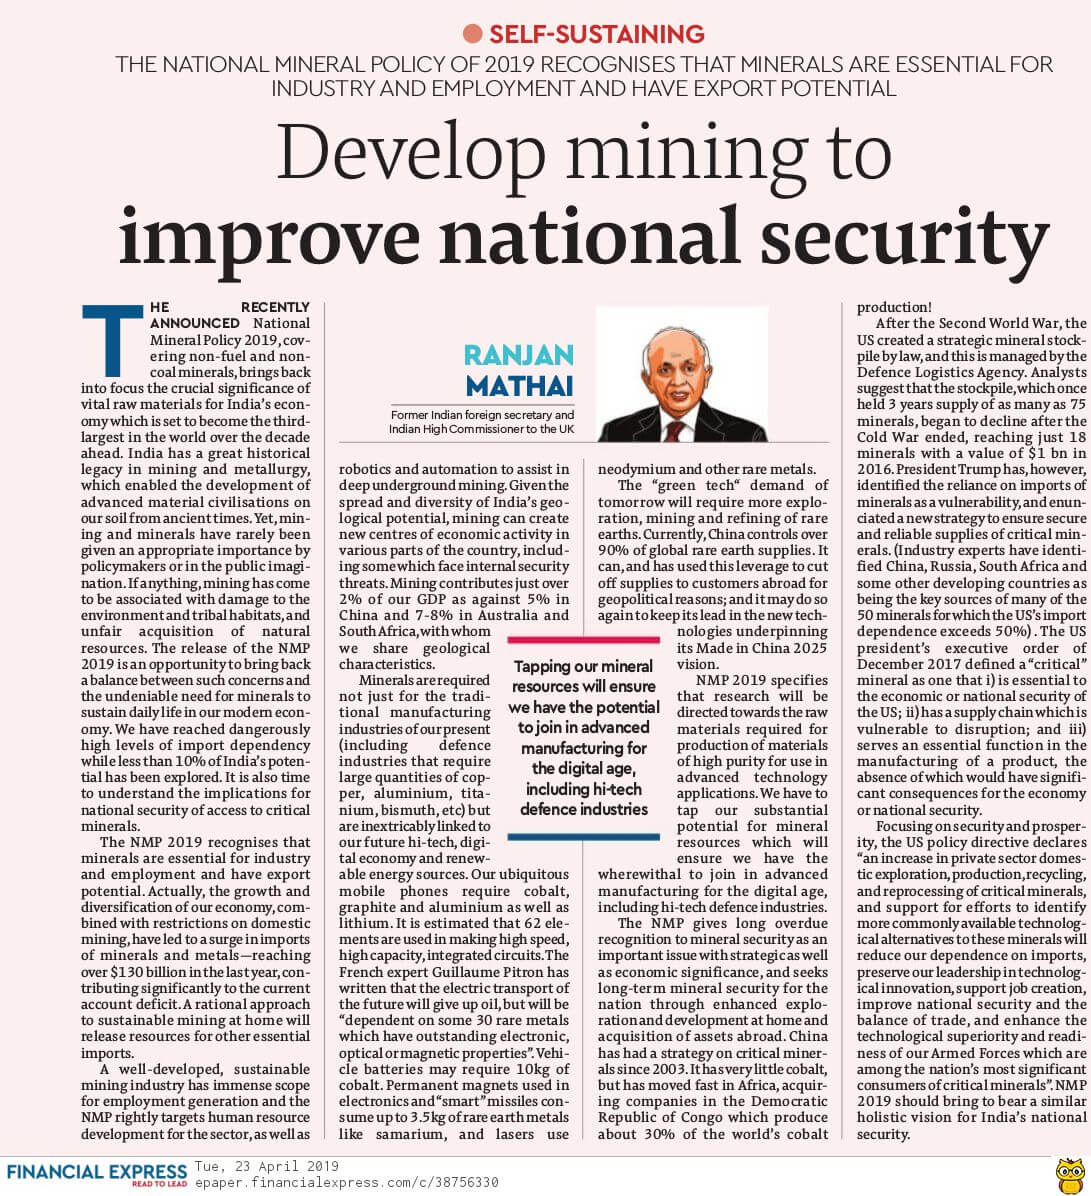 SELF-SUSTAINING
THE NATIONAL MINERAL POLICY OF 2019 RECOGNISES THAT MINERALS ARE ESSENTIAL FOR
INDUSTRY AND EMPLOYMENT AND HAVE EXPORT POTENTIAL
Develop mining to
improve national security
THE RECENTLY
ANNOUNCED National
Mineral Policy 2019, cov-
ering non-fuel and non-
coal minerals, brings back
into focus the crucial significance of
vital raw materials for India's econ-
omy which is set to become the third-
largest in the world over the decade
ahead. India has a great historical
legacy in mining and metallurgy,
which enabled the development of
advanced material civilisations on
our soil from ancient times. Yet, min-
ing and minerals have rarely been
given an appropriate importance by
policymakers or in the public imagi-
nation. If anything, mining has come
to be associated with damage to the
environment and tribal habitats, and
unfair acquisition of natural
resources. The release of the NMP
2019 is an opportunity to bring back
a balance between such concerns and
the undeniable need for minerals to
sustain daily life in our modern econ-
omy. We have reached dangerously
high levels of import dependency
while less than 10% of India's poten-
tial has been explored. It is also time
to understand the implications for
national security of access to critical
minerals.
The NMP 2019 recognises that
minerals are essential for industry
and employment and have export
potential. Actually, the growth and
diversification of our economy, com-
bined with restrictions on domestic
mining, have led to a surge in imports
of minerals and metals—reaching
over $130 billion in the last year, con-
tributing significantly to the current
account deficit. A rational approach
to sustainable mining at home will
release resources for other essential
imports.
A well-developed, sustainable
mining industry has immense scope
for employment generation and the
NMP rightly targets human resource
development for the sector, as well as
RANJAN
MATHAI
Former Indian foreign secretary and
Indian High Commissioner to the UK
robotics and automation to assist in
deep underground mining. Given the
spread and diversity of India's geo-
logical potential, mining can create
new centres of economic activity in
various parts of the country, includ-
ing some which face internal security
threats. Mining contributes just over
2% of our GDP as against 5% in
China and 7-8% in Australia and
South Africa, with whom
we share geological
characteristics.
Minerals are required
not just for the tradi-
tional manufacturing
industries of our present
(including defence
industries that require
large quantities of cop-
per, aluminium, tita-
nium, bismuth, etc) but
are inextricably linked to
our future hi-tech, digi-
tal economy and renew-
able energy sources. Our ubiquitous
mobile phones require cobalt,
graphite and aluminium as well as
lithium. It is estimated that 62 ele-
ments are used in making high speed,
high capacity, integrated circuits. The
French expert Guillaume Pitron has
written that the electric transport of
the future will give up oil, but will be
“dependent on some 30 rare metals
which have outstanding electronic,
optical or magnetic properties”. Vehi-
cle batteries may require 10kg of
cobalt. Permanent magnets used in
electronics and “smart” missiles con-
sume up to 3.5kg of rare earth metals
like samarium, and lasers use
Tapping our mineral
resources will ensure
we have the potential
to join in advanced
manufacturing for
the digital age,
including hi-tech
defence industries
neodymium and other rare metals.
The “green tech” demand of
tomorrow will require more explo-
ration, mining and refining of rare
earths. Currently, China controls over
90% of global rare earth supplies. It
can, and has used this leverage to cut
off supplies to customers abroad for
geopolitical reasons; and it may do so
again to keep its lead in the new tech-
nologies underpinning
its Made in China 2025
vision.
NMP 2019 specifies
that research will be
directed towards the raw
materials required for
production of materials
of high purity for use in
advanced technology
applications. We have to
tap our substantial
potential for mineral
resources which will
ensure we have the
wherewithal to join in advanced
manufacturing for the digital age,
including hi-tech defence industries.
The NMP gives long overdue
recognition to mineral security as an
important issue with strategic as well
as economic significance, and seeks
long-term mineral security for the
nation through enhanced explo-
ration and development at home and
acquisition of assets abroad. China
has had a strategy on critical miner-
als since 2003. It has very little cobalt,
but has moved fast in Africa, acquir-
ing companies in the Democratic
Republic of Congo which produce
about 30% of the world's cobalt
production!
After the Second World War, the
US created a strategic mineral stock-
pile by law, and this is managed by the
Defence Logistics Agency. Analysts
suggest that the stockpile, which once
held 3 years supply of as many as 75
minerals, began to decline after the
Cold War ended, reaching just 18
minerals with a value of $1 bn in
2016. President Trump has, however,
identified the reliance on imports of
minerals as a vulnerability, and enun-
ciated a new strategy to ensure secure
and reliable supplies of critical min-
erals. (Industry experts have identi-
fied China, Russia, South Africa and
some other developing countries as
being the key sources of many of the
50 minerals for which the US's import
dependence exceeds 50%). The US
president's executive order of
December 2017 defined a “critical”
mineral as one that i) is essential to
the economic or national security of
the US; ii) has a supply chain which is
vulnerable to disruption; and iii)
serves an essential function in the
manufacturing of a product, the
absence of which would have signifi-
cant consequences for the economy
or national security.
Focusing on security and prosper-
ity, the US policy directive declares
“an increase in private sector domes-
tic exploration, production, recycling,
and reprocessing of critical minerals,
and support for efforts to identify
more commonly available technolog-
ical alternatives to these minerals will
reduce our dependence on imports,
preserve our leadership in technolog-
ical innovation, support job creation,
improve national security and the
balance of trade, and enhance the
technological superiority and readi-
ness of our Armed Forces which are
among the nation's most significant
consumers of critical minerals”. NMP
2019 should bring to bear a similar
holistic vision for India's national
security.
FINANCIAL EXPRESS
READ TO LEAD
Tue, 23 April 2019
epaper.financialexpress.com/c/38756330